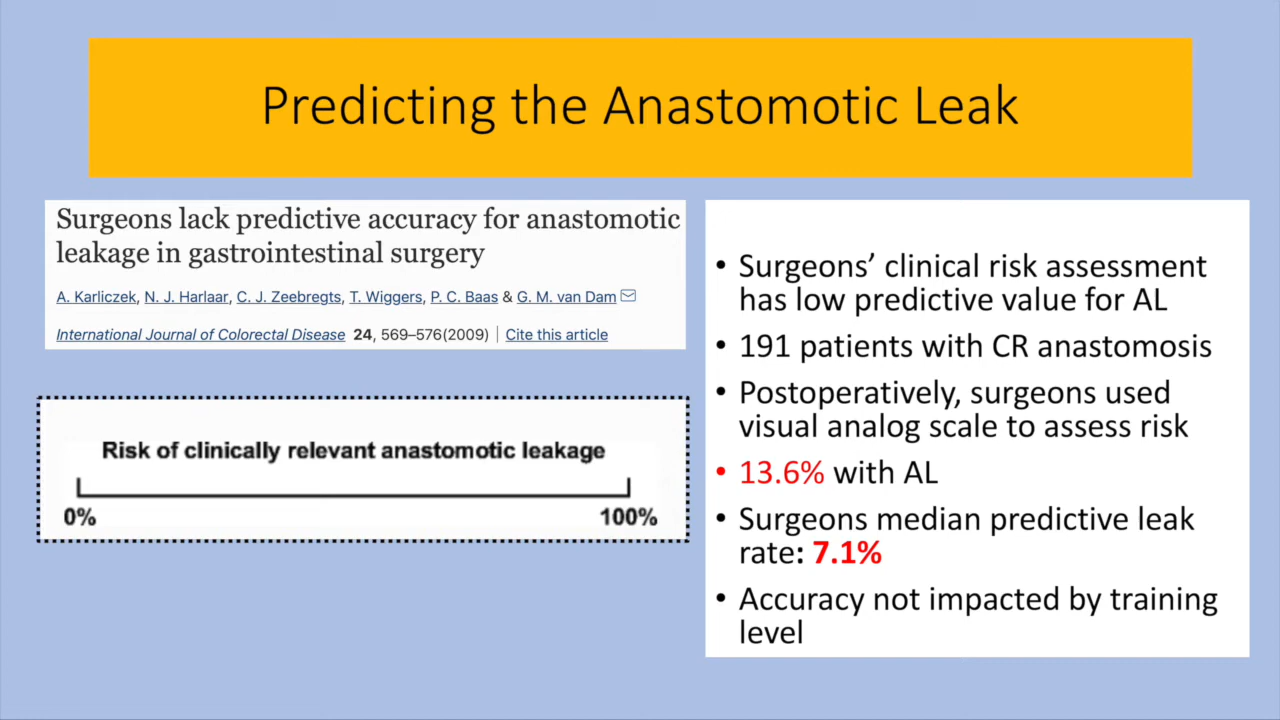 Predicting the Anastomotic Leak
Surgeons lack predictive accuracy for anastomotic
leakage in gastrointestinal surgery
A. Karliczek, N. J. Harlaar, C. J. Zeebregts, T. Wiggers, P. C. Baas & G. M. van Dam
International Journal of Colorectal Disease 24, 569–576(2009) | Cite this article
Risk of clinically relevant anastomotic leakage
0% 100%
• Surgeons’ clinical risk assessment
has low predictive value for AL
• 191 patients with CR anastomosis
• Postoperatively, surgeons used
visual analog scale to assess risk
• 13.6% with AL
• Surgeons median predictive leak
rate: 7.1%
• Accuracy not impacted by training
level